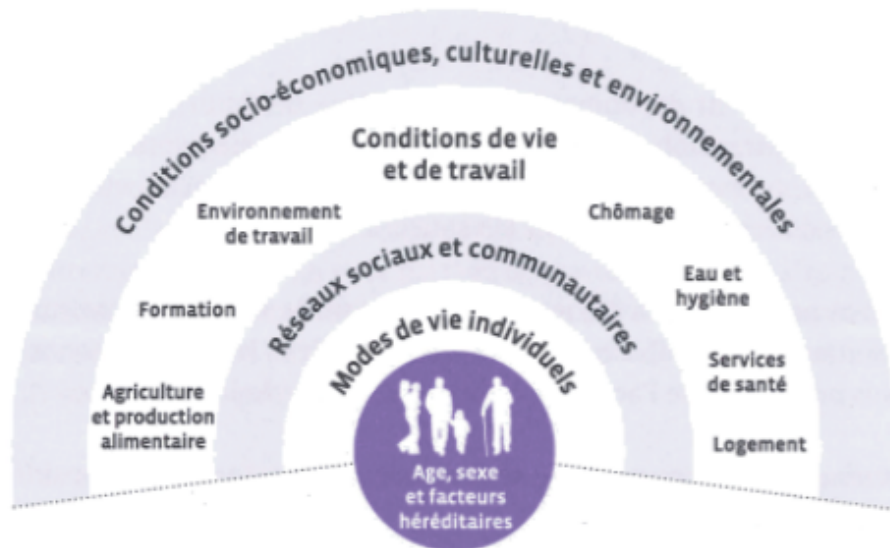 Conditions socio-économiques, culturelles et environnementales
Conditions de vie
et de travail
Environnement
de travail
Chômage
Formation
Eau et
hygiène
Agriculture
et production
alimentaire
Services
de santé
Logement
Réseaux sociaux et communautaires
Modes de vie individuels
Age, sexe
et facteurs
héréditaires